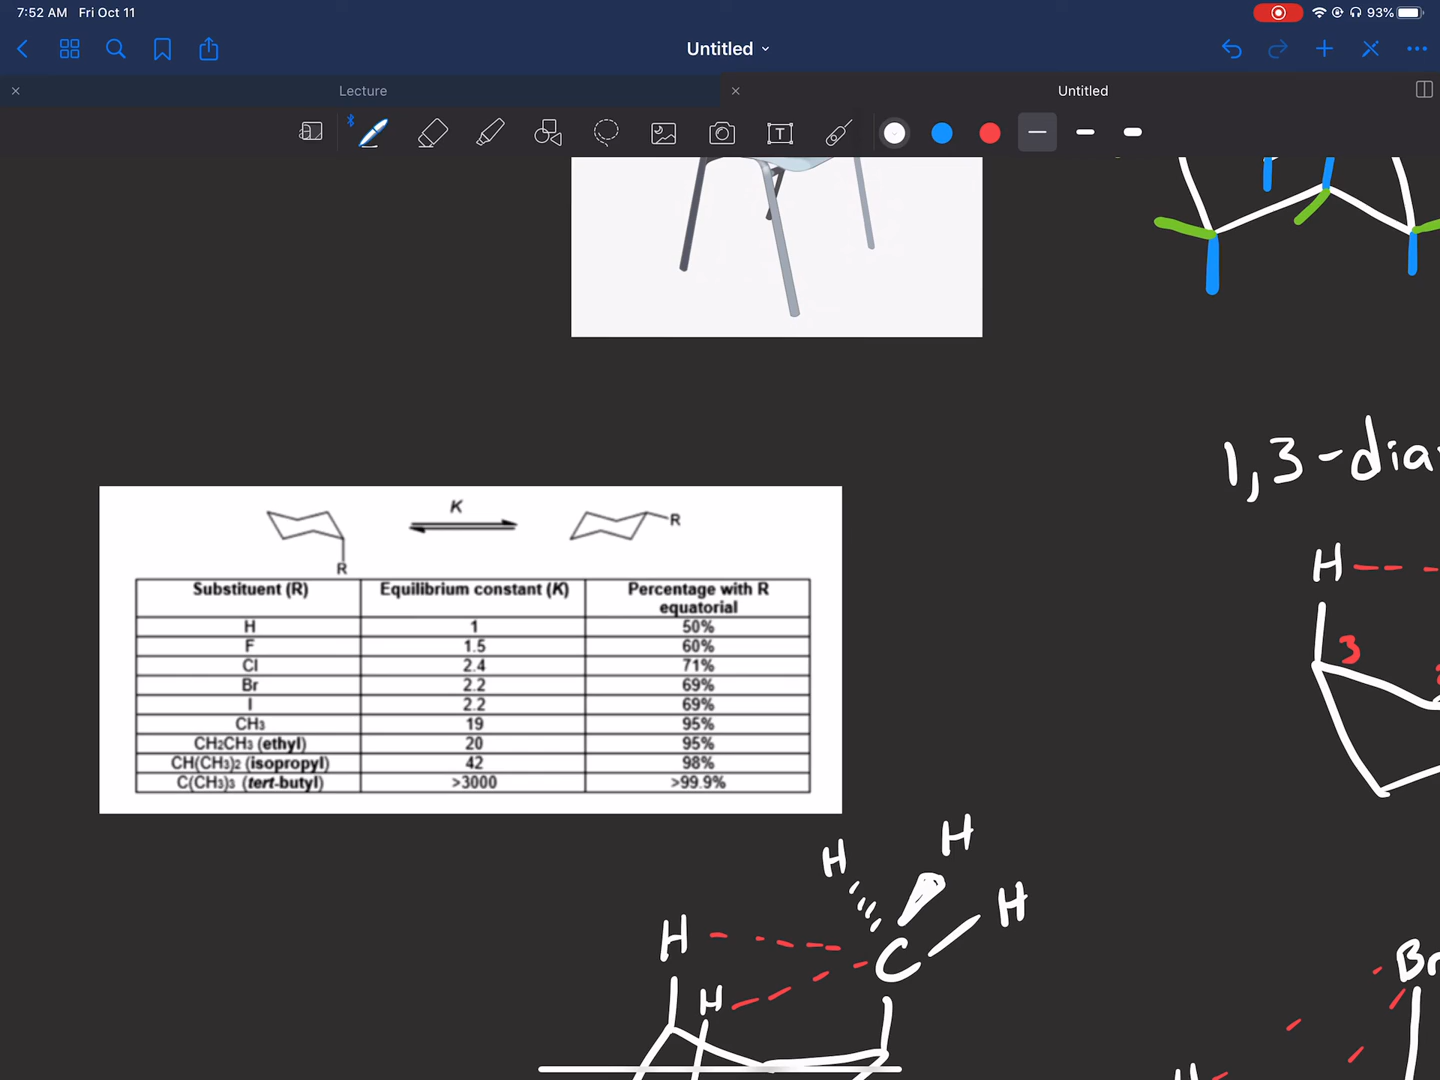 7:52 AM Fri Oct 11
93%
Untitled
Lecture
Untitled
T
1,3-dia
K
R
R
Substituent (R) Equilibrium constant (K) Percentage with R equatorial
H 1 50%
F 1.5 60%
Cl 2.4 71%
Br 2.2 69%
I 2.2 69%
CH3 19 95%
CH2CH3 (ethyl) 20 95%
CH(CH3)2 (isopropyl) 42 98%
C(CH3)3 (tert-butyl) >3000 >99.9%
H
3
H H
H
H C
H
Br
H